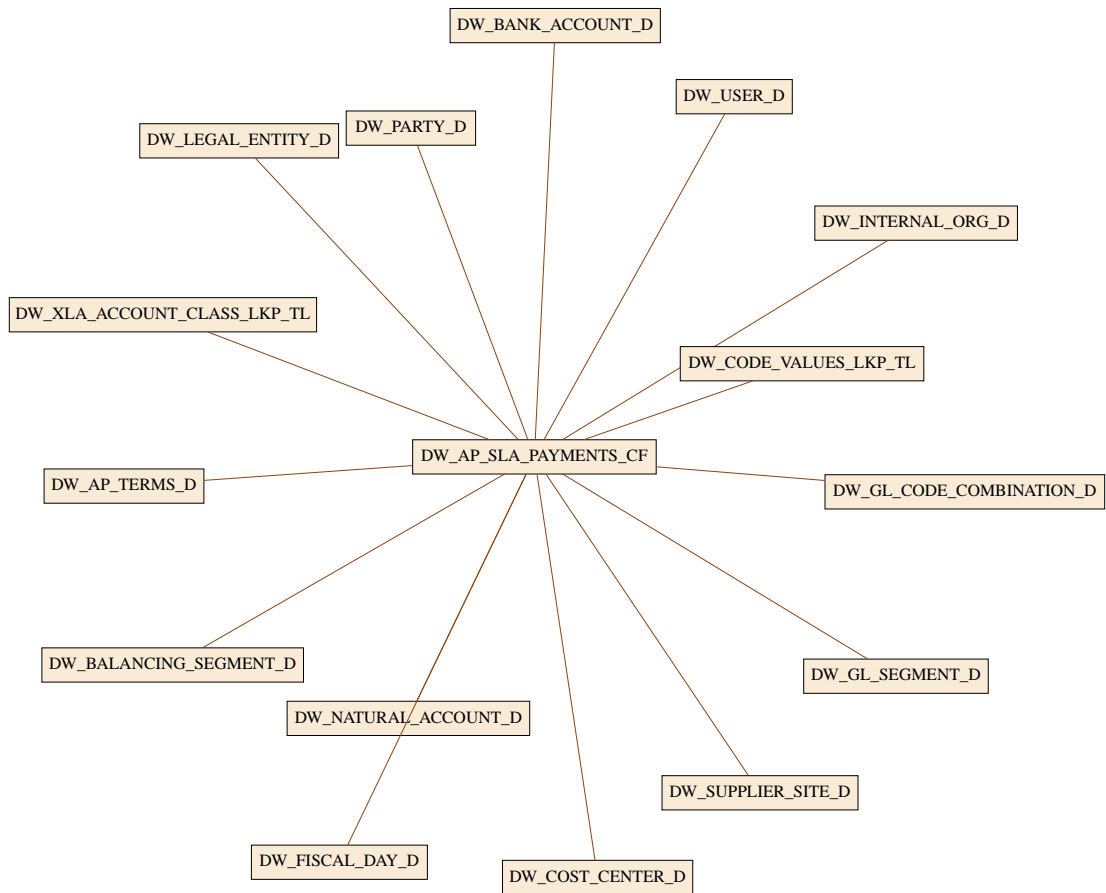 DW_BANK_ACCOUNT_D
DW_USER_D
DW_PARTY_D
DW_LEGAL_ENTITY_D
DW_INTERNAL_ORG_D
DW_XLA_ACCOUNT_CLASS_LKP_TL
DW_CODE_VALUES_LKP_TL
DW_AP_SLA_PAYMENTS_CF
DW_AP_TERMS_D
DW_GL_CODE_COMBINATION_D
DW_BALANCING_SEGMENT_D
DW_GL_SEGMENT_D
DW_NATURAL_ACCOUNT_D
DW_SUPPLIER_SITE_D
DW_FISCAL_DAY_D
DW_COST_CENTER_D